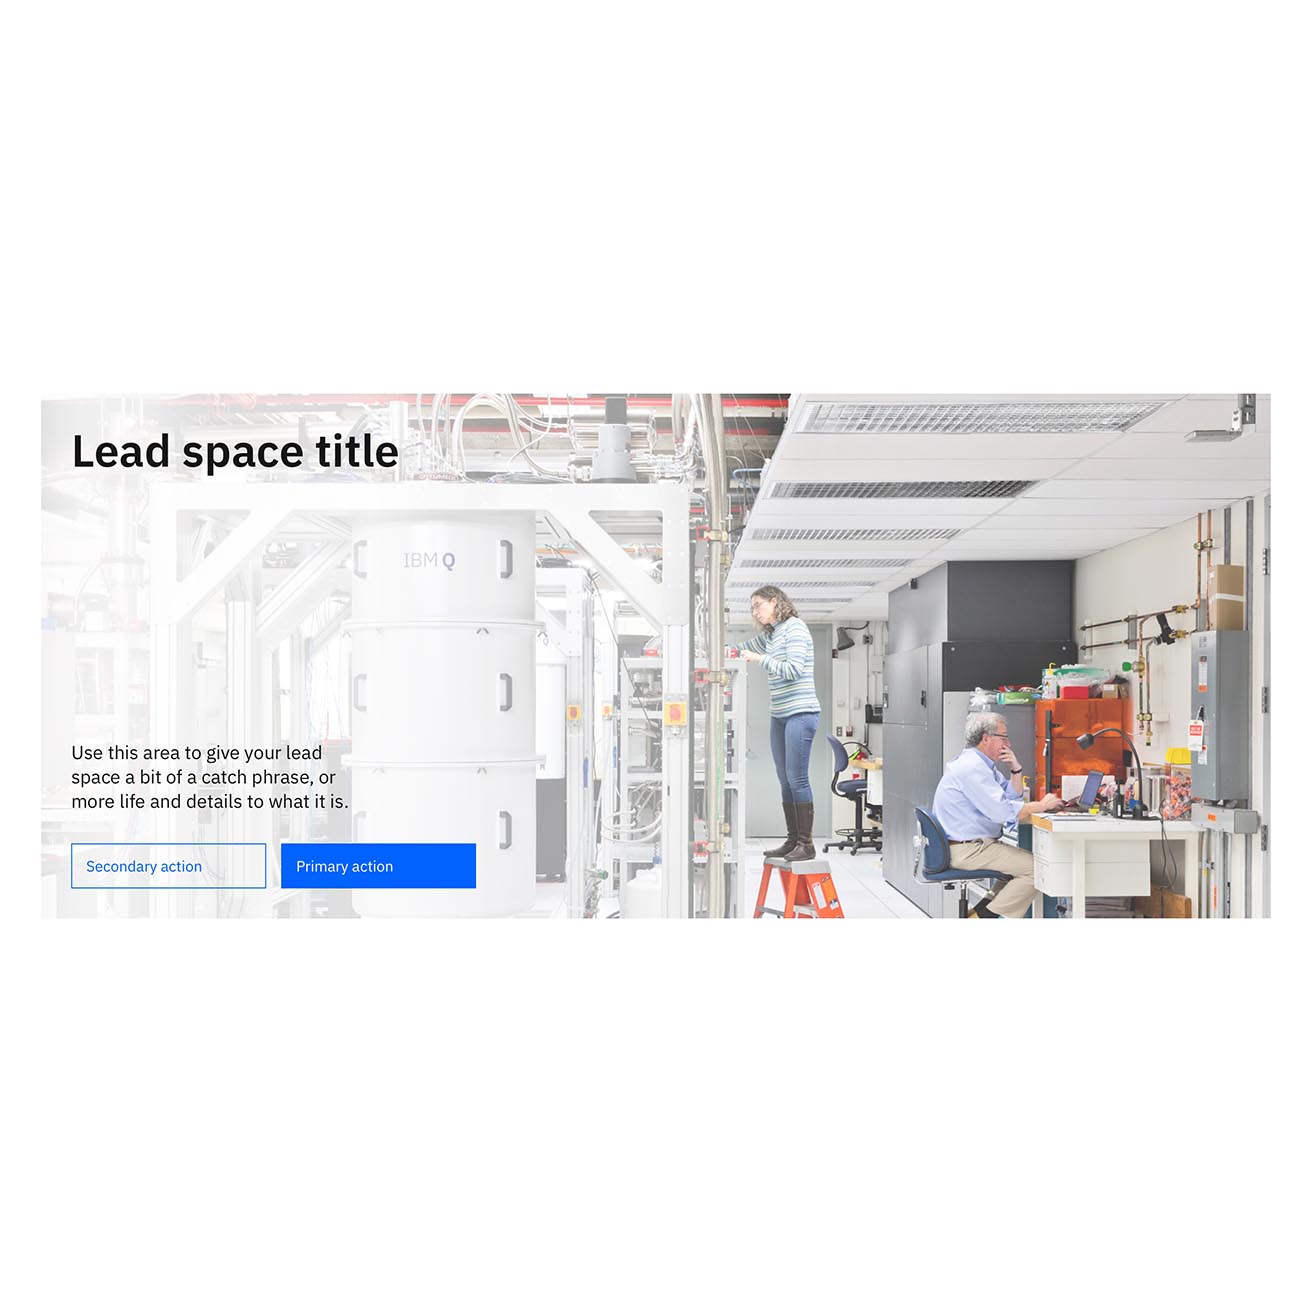 Lead space title
IBM Q
Use this area to give your lead
space a bit of a catch phrase, or
more life and details to what it is.
Secondary action
Primary action